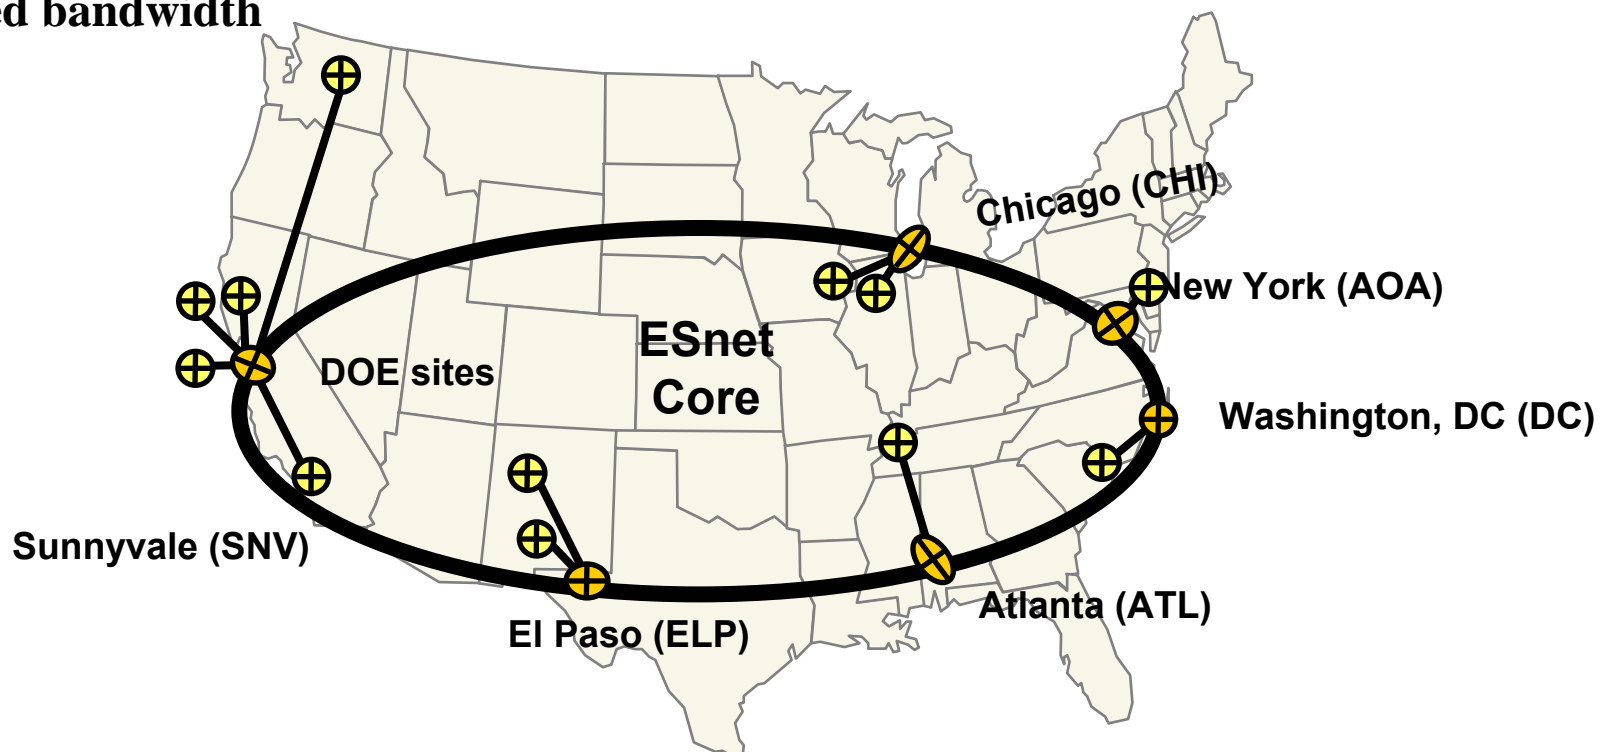 ed bandwidth
Chicago (CHI)
New York (AOA)
ESnet
Core
DOE sites
Washington, DC (DC)
Sunnyvale (SNV)
Atlanta (ATL)
El Paso (ELP)